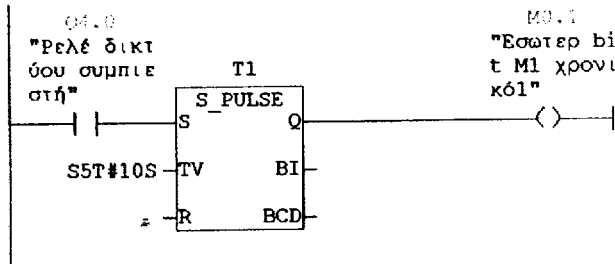 Q4.0
"Ρελέ δικτ
ύου συμπιε
στή"
M0.1
"Εσωτερ bi
t M1 χρονι
κό1"
T1
S_PULSE
S
Q
S5T#10S
TV
BI
R
BCD